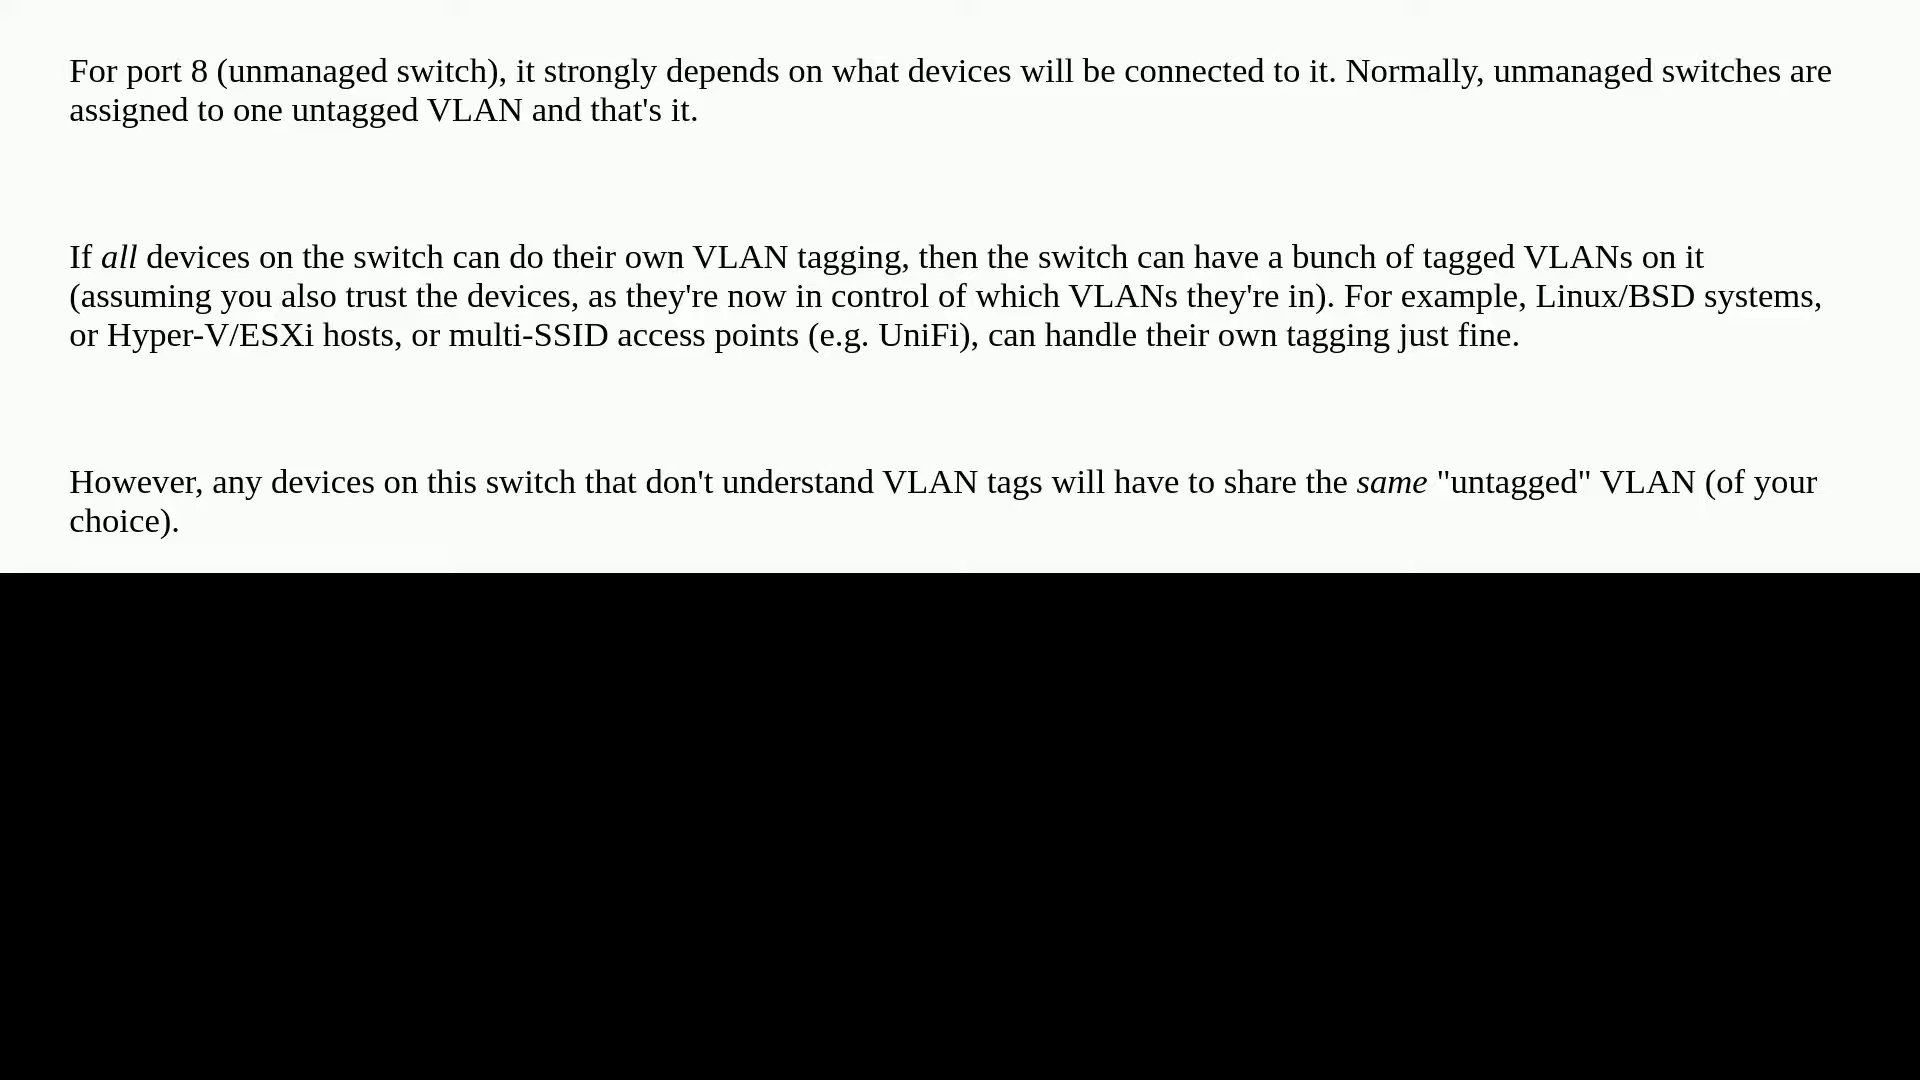 For port 8 (unmanaged switch), it strongly depends on what devices will be connected to it. Normally, unmanaged switches are
assigned to one untagged VLAN and that's it.
If all devices on the switch can do their own VLAN tagging, then the switch can have a bunch of tagged VLANs on it
(assuming you also trust the devices, as they're now in control of which VLANs they're in). For example, Linux/BSD systems,
or Hyper-V/ESXi hosts, or multi-SSID access points (e.g. UniFi), can handle their own tagging just fine.
However, any devices on this switch that don't understand VLAN tags will have to share the same "untagged" VLAN (of your
choice).